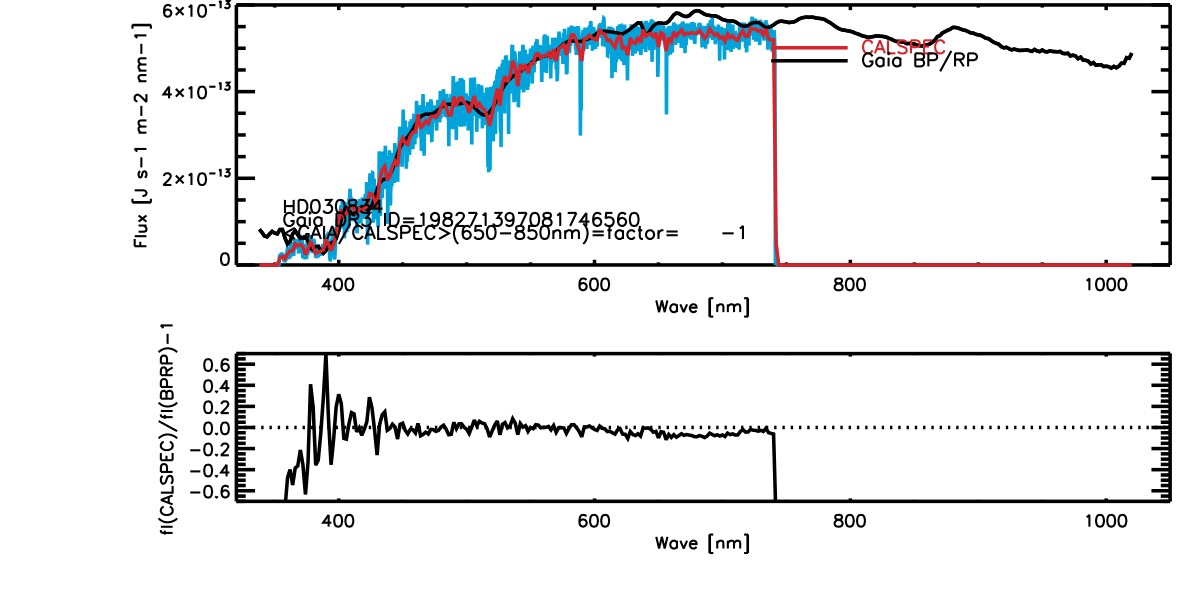 6×10−13
4×10−13
2×10−13
0
Flux [J s−1 m−2 nm−1]
CALSPEC
Gaia BP/RP
HD030834
Gaia DR3 ID=198271397081746560
<GAIA/CALSPEC>(650−850nm)=factor= −1
400 600 800 1000
Wave [nm]
fl(CALSPEC)/fl(BPRP)−1
0.6
0.4
0.2
0.0
−0.2
−0.4
−0.6
400 600 800 1000
Wave [nm]